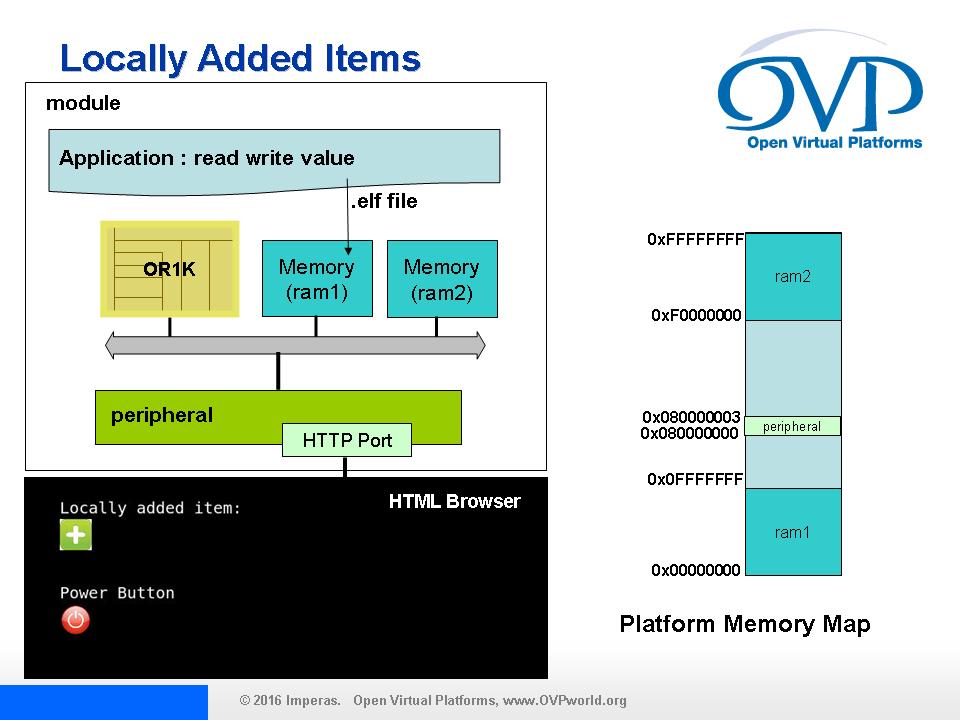 Locally Added Items
OVP
Open Virtual Platforms
module
Application : read write value
.elf file
OR1K
Memory
(ram1)
Memory
(ram2)
peripheral
HTTP Port
HTML Browser
Locally added item:
Power Button
0xFFFFFFFF
ram2
0xF0000000
0x080000003
0x080000000
peripheral
0x0FFFFFFF
ram1
0x00000000
Platform Memory Map
© 2016 Imperas. Open Virtual Platforms, www.OVPworld.org